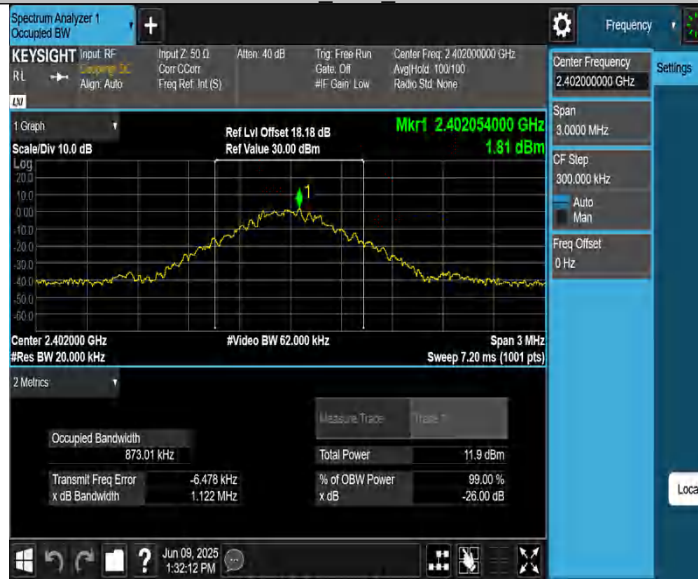 Spectrum Analyzer 1
Occupied BW
+
Frequency
KEYSIGHT
Input: RF
Coupling: DC
Align: Auto
RL
LXI
Input Z: 50 Ω
Corr CCorr
Freq Ref: Int (S)
Atten: 40 dB
Trig: Free Run
Gate: Off
#IF Gain: Low
Center Freq: 2.402000000 GHz
Avg|Hold: 100/100
Radio Std: None
Center Frequency
2.402000000 GHz
Settings
Span
3.0000 MHz
CF Step
300.000 kHz
Auto
Man
Freq Offset
0 Hz
1 Graph
Scale/Div 10.0 dB
Ref Lvl Offset 18.18 dB
Ref Value 30.00 dBm
Mkr1 2.402054000 GHz
1.81 dBm
Log
20.0
10.0
0.00
-10.0
-20.0
-30.0
-40.0
-50.0
-60.0
1
Center 2.402000 GHz
#Res BW 20.000 kHz
#Video BW 62.000 kHz
Span 3 MHz
Sweep 7.20 ms (1001 pts)
2 Metrics
Measure Trace
Trace 1
Occupied Bandwidth
873.01 kHz
Total Power
11.9 dBm
Transmit Freq Error
-6.478 kHz
% of OBW Power
99.00 %
x dB Bandwidth
1.122 MHz
x dB
-26.00 dB
Loca
?
Jun 09, 2025
1:32:12 PM